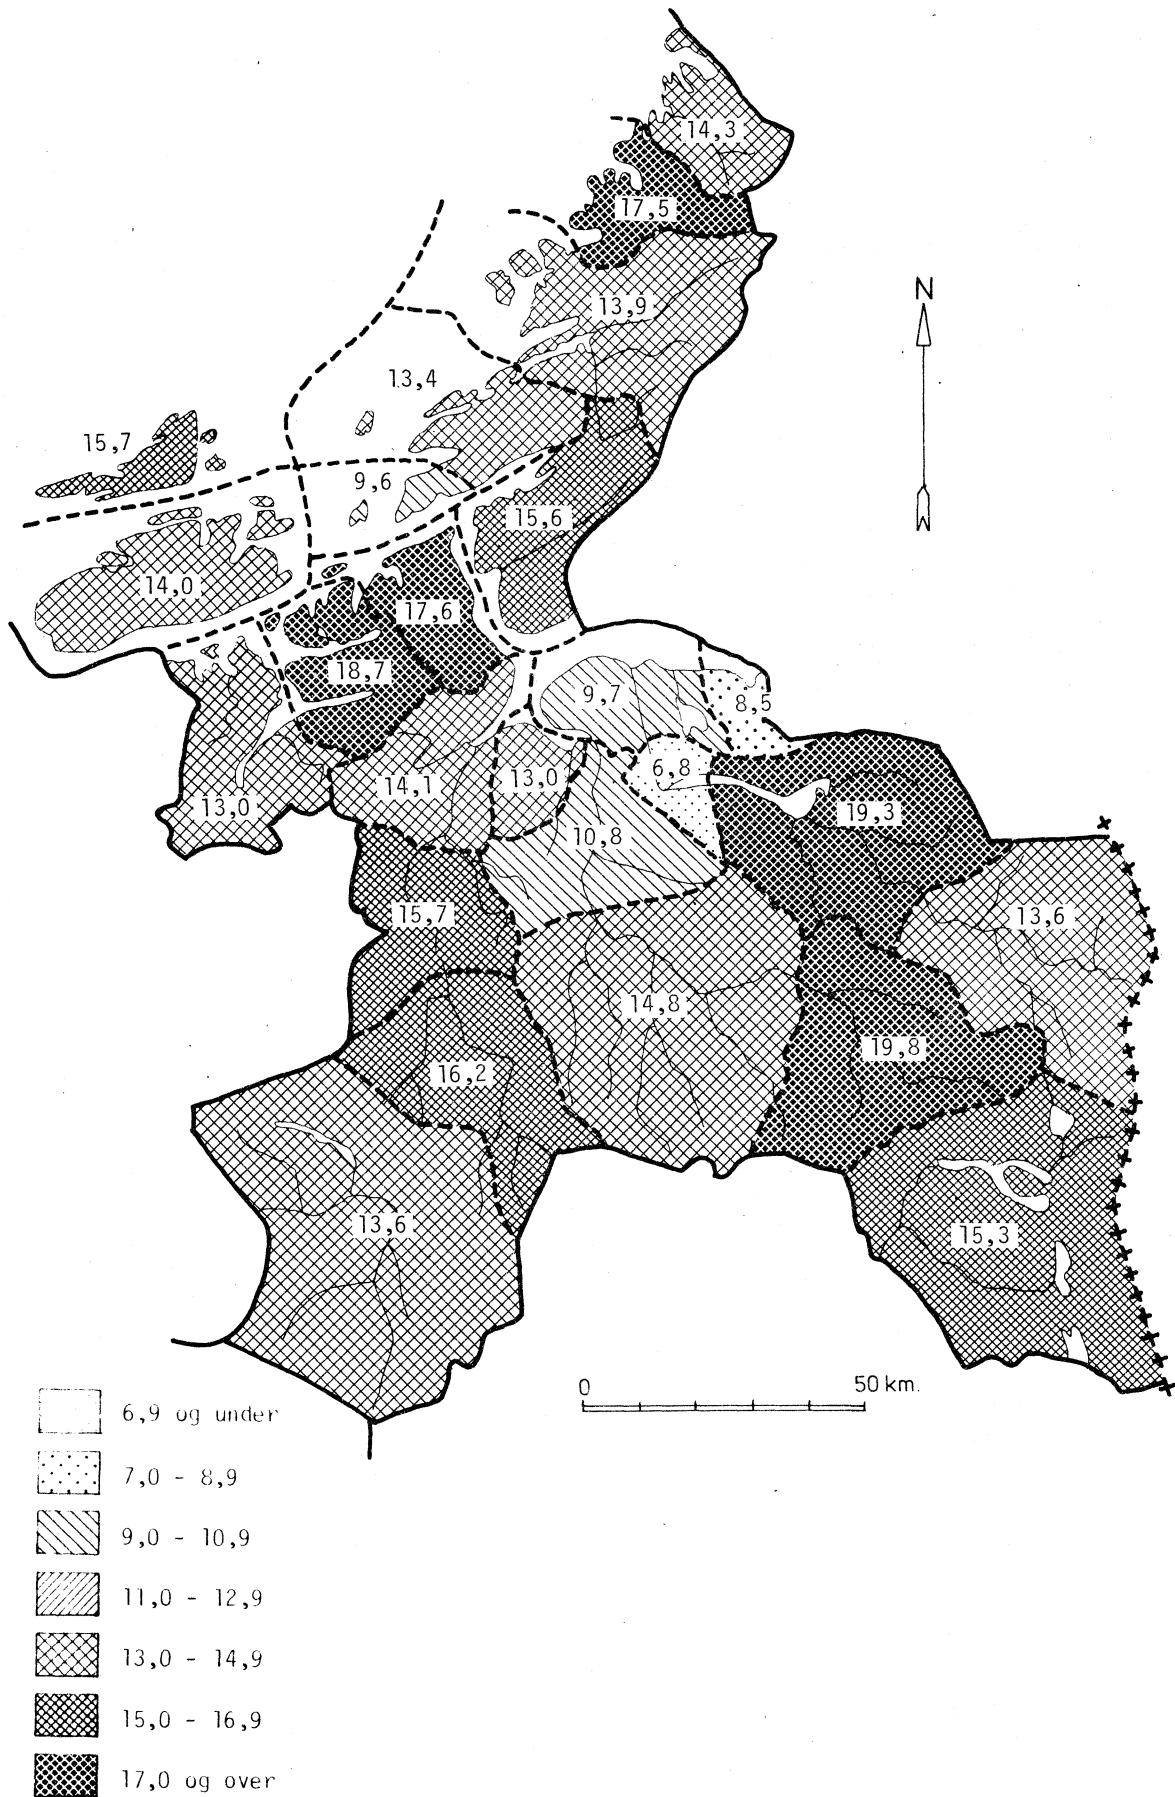 14,3
17,5
N
13,9
13,4
15,7
9,6
15,6
14,0
17,6
18,7
9,7
8,5
6,8
14,1
13,0
13,0
19,3
10,8
15,7
13,6
14,8
19,8
16,2
13,6
15,3
0 50 km.
6,9 og under
7,0 - 8,9
9,0 - 10,9
11,0 - 12,9
13,0 - 14,9
15,0 - 16,9
17,0 og over